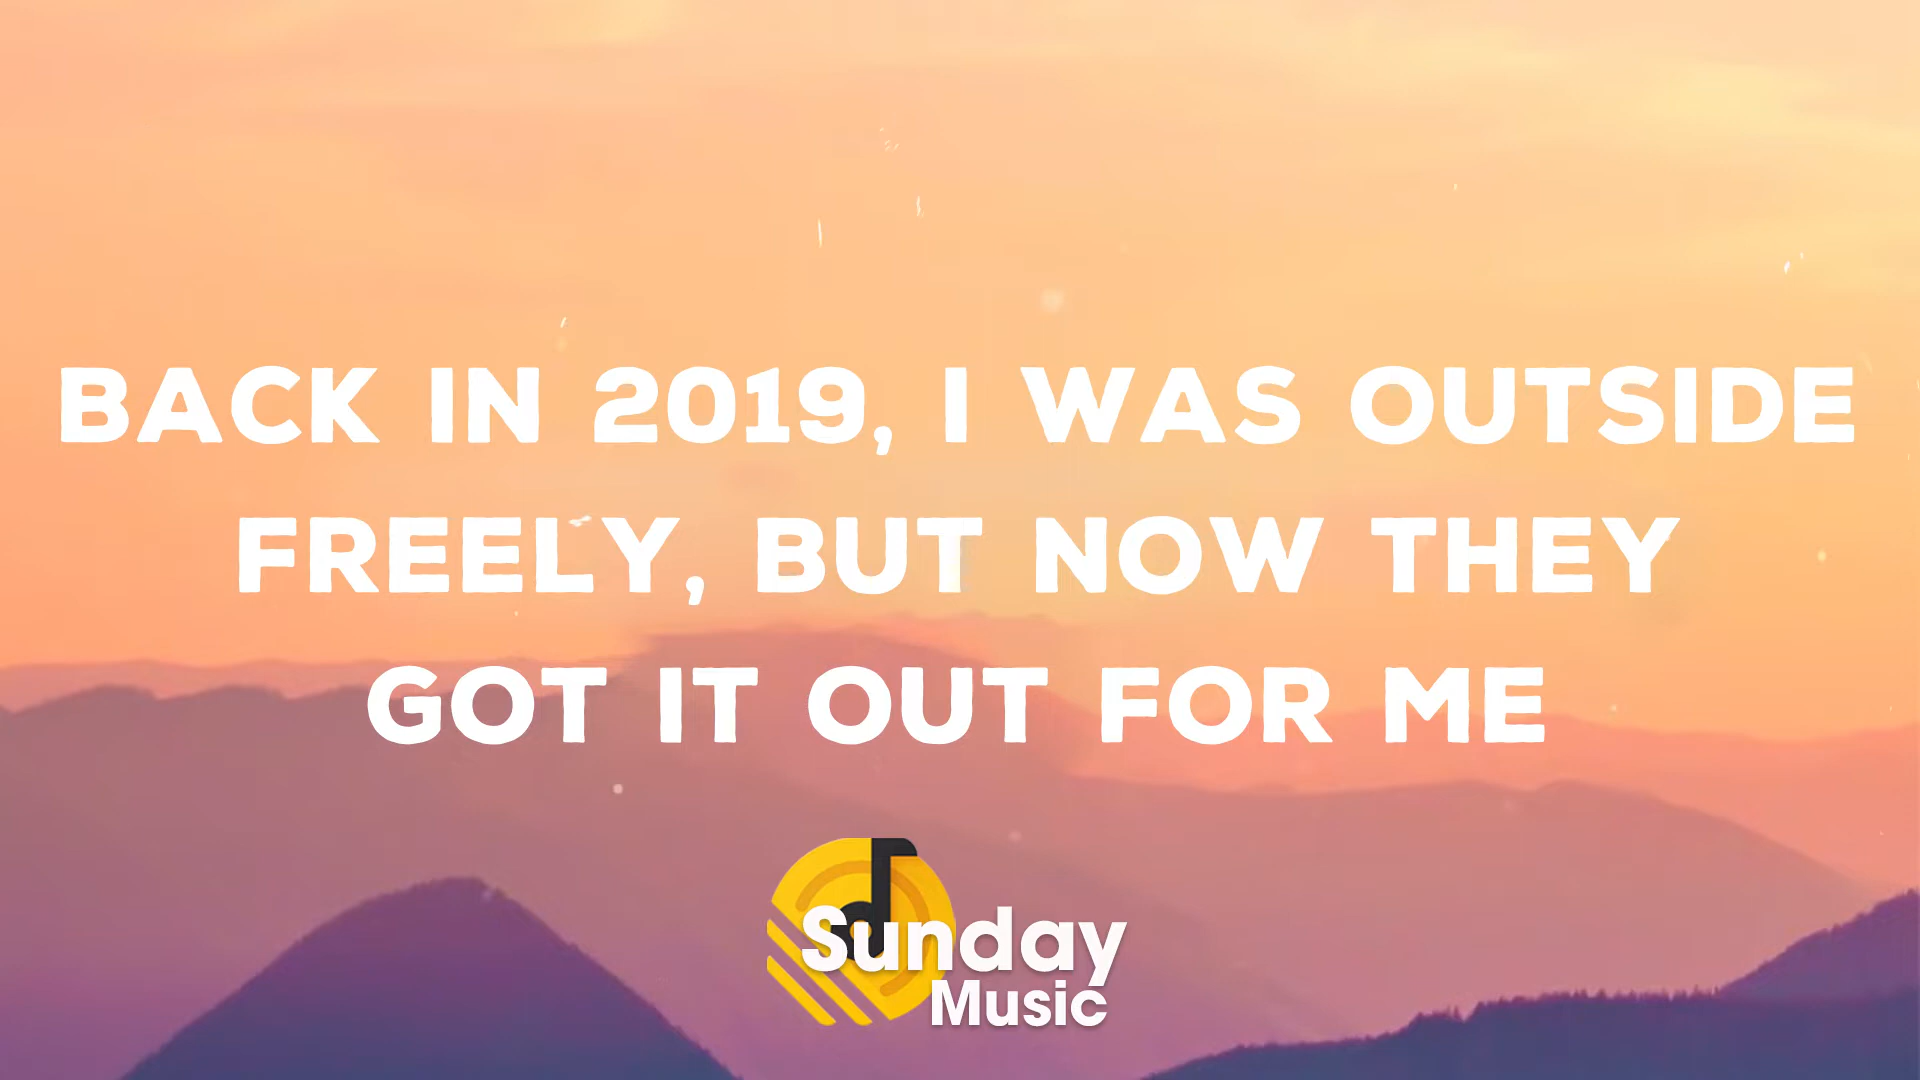 BACK IN 2019, I WAS OUTSIDE
FREELY, BUT NOW THEY
GOT IT OUT FOR ME
Sunday
Music